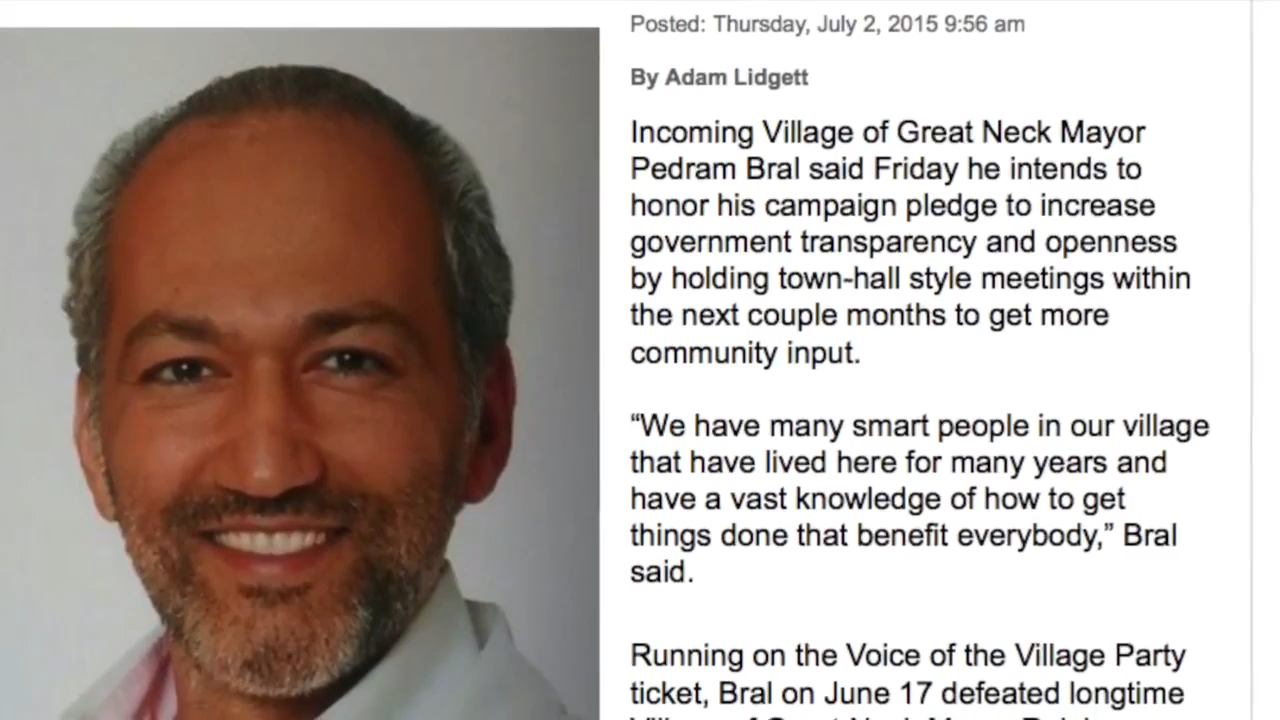 Posted: Thursday, July 2, 2015 9:56 am
By Adam Lidgett
Incoming Village of Great Neck Mayor
Pedram Bral said Friday he intends to
honor his campaign pledge to increase
government transparency and openness
by holding town-hall style meetings within
the next couple months to get more
community input.
“We have many smart people in our village
that have lived here for many years and
have a vast knowledge of how to get
things done that benefit everybody,” Bral
said.
Running on the Voice of the Village Party
ticket, Bral on June 17 defeated longtime
Village of Great Neck Mayor